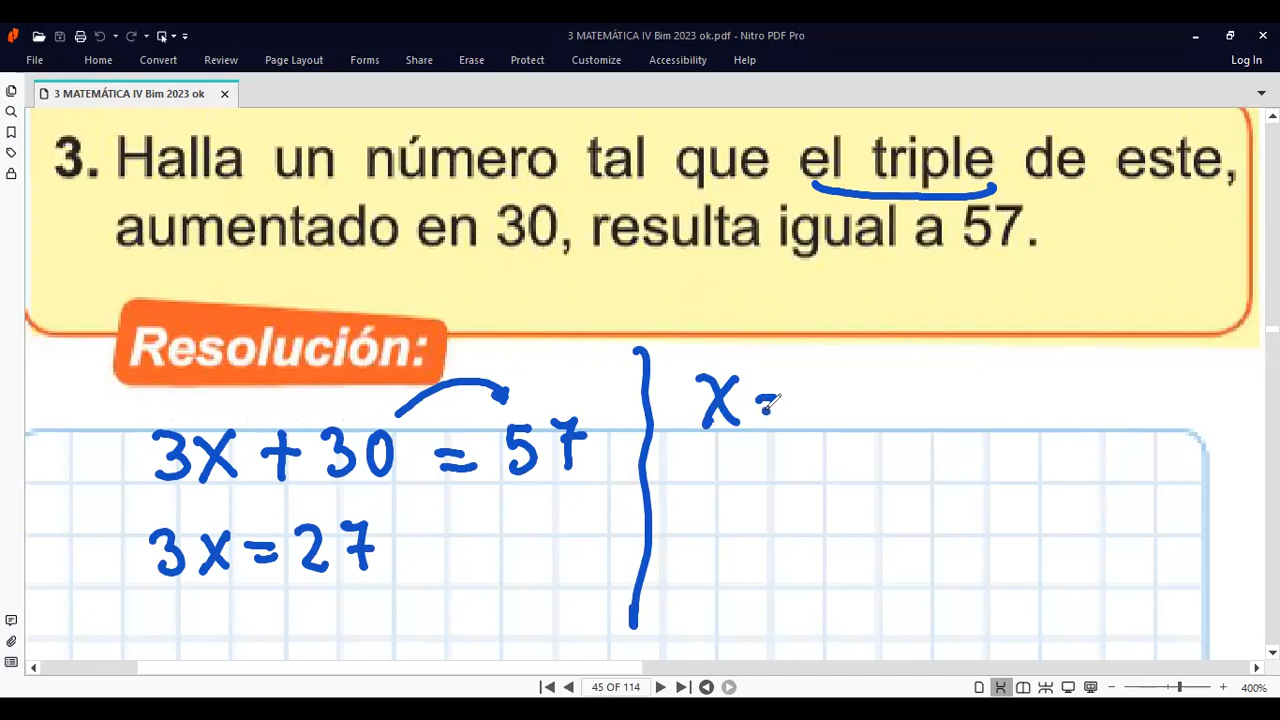 3 MATEMÁTICA IV Bim 2023 ok.pdf - Nitro PDF Pro
File Home Convert Review Page Layout Forms Share Erase Protect Customize Accessibility Help Log In
3 MATEMÁTICA IV Bim 2023 ok
3. Halla un número tal que el triple de este,
aumentado en 30, resulta igual a 57.
Resolución:
3x + 30 = 57
3x = 27
x =
45 OF 114
400%